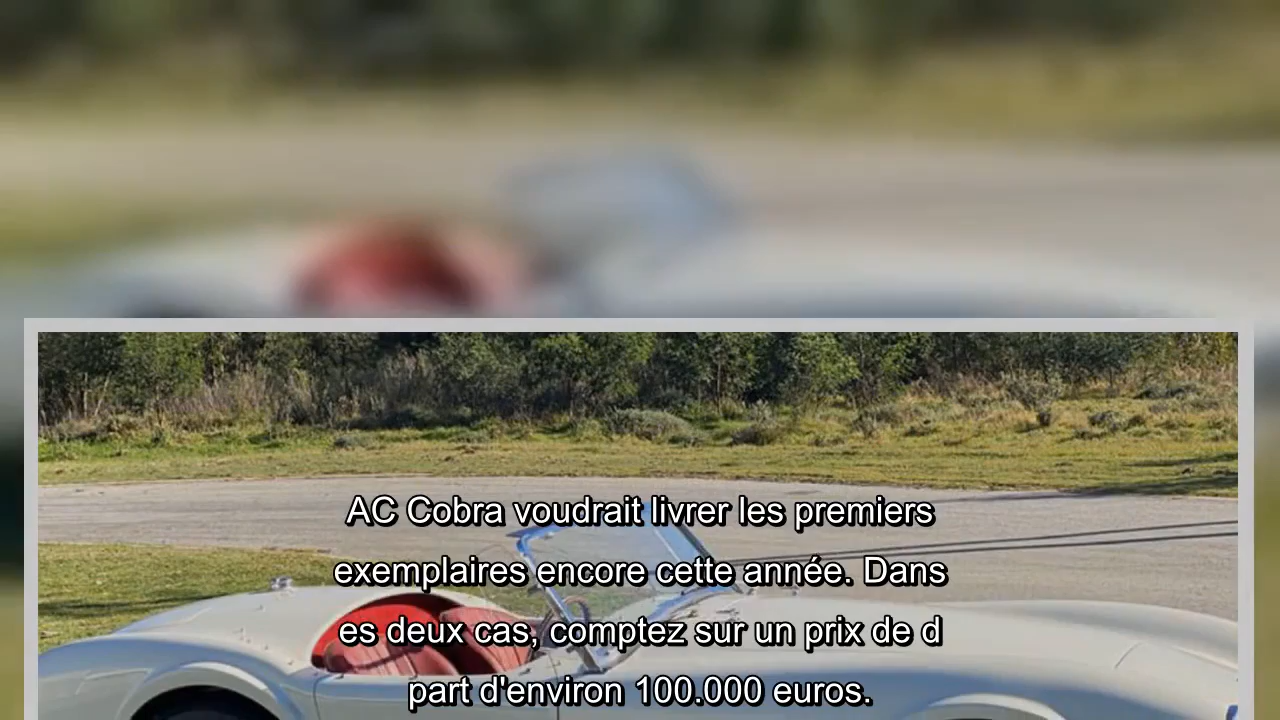 AC Cobra voudrait livrer les premiers
exemplaires encore cette année. Dans
es deux cas, comptez sur un prix de d
part d'environ 100.000 euros.